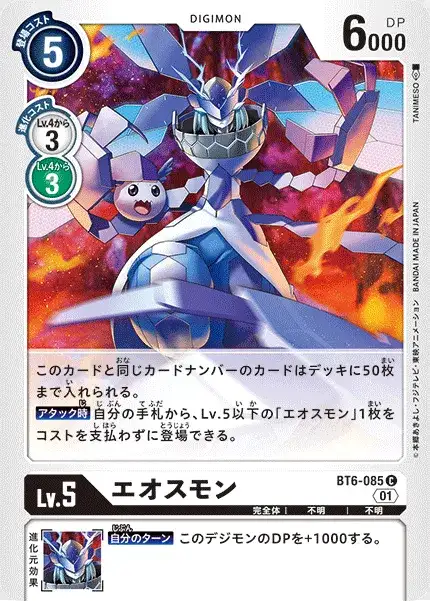 登場コスト
5
DIGIMON
DP
6000
進化コスト
Lv.4から
3
Lv.4から
3
TANIMESO
©本郷あきよし・フジテレビ・東映アニメーション BANDAI MADE IN JAPAN
このカードと同じカードナンバーのカードはデッキに50枚
まで入れられる。
アタック時 自分の手札から、Lv.5以下の「エオスモン」1枚を
コストを支払わずに登場できる。
BT6-085 C
01
Lv.5
エオスモン
完全体 不明 不明
進化元効果
自分のターン このデジモンのDPを+1000する。